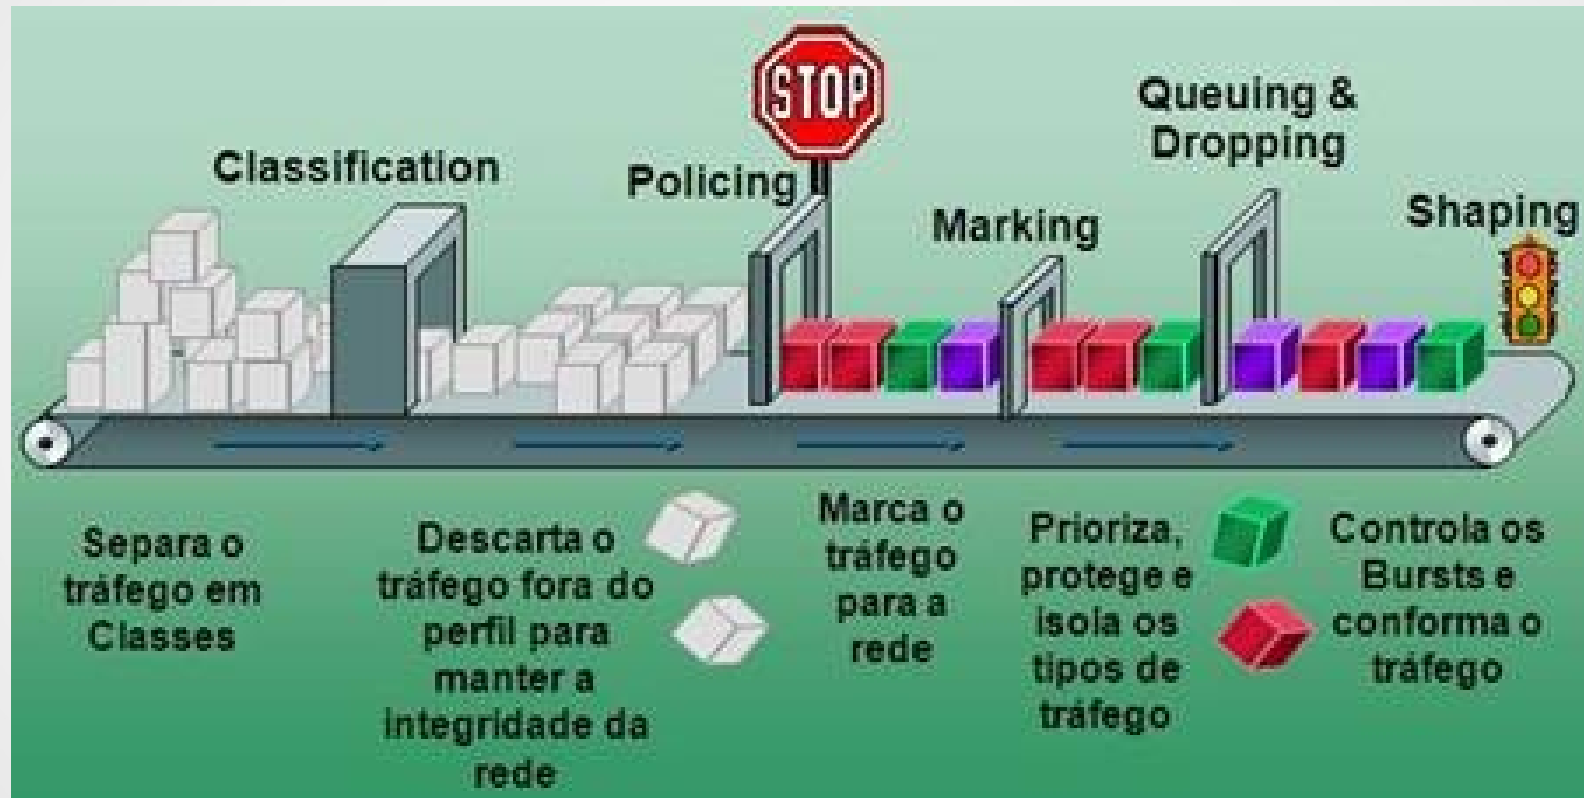 STOP
Classification
Policing
Marking
Queuing &
Dropping
Shaping
Separa o
tráfego em
Classes
Descarta o
tráfego fora do
perfil para
manter a
integridade da
rede
Marca o
tráfego
para a
rede
Prioriza,
protege e
isola os
tipos de
tráfego
Controla os
Bursts e
conforma o
tráfego